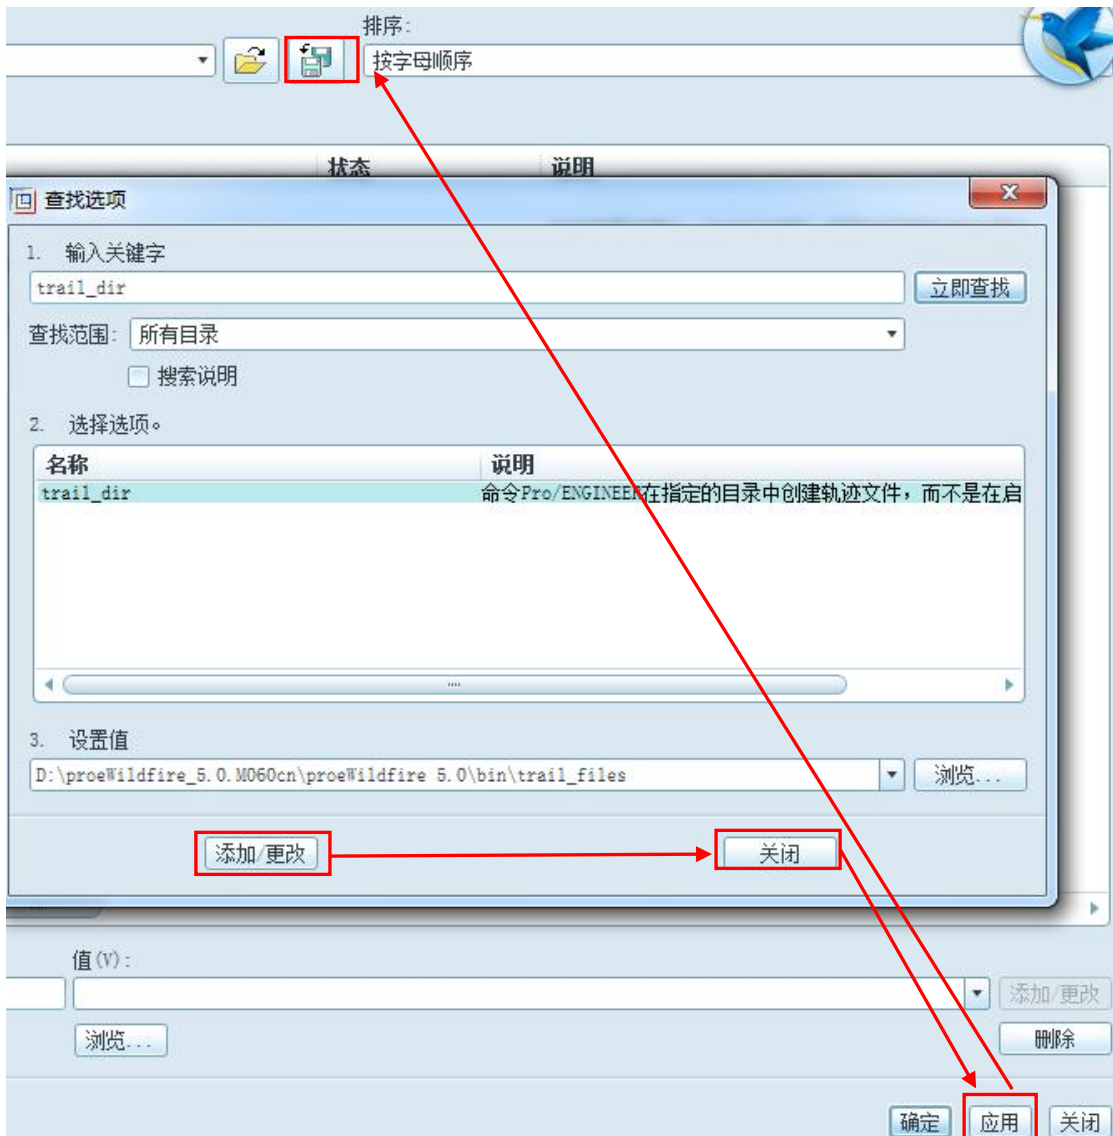 排序:
按字母顺序
状态 说明
查找选项
1. 输入关键字
trail_dir 立即查找
查找范围: 所有目录
搜索说明
2. 选择选项。
名称 说明
trail_dir 命令Pro/ENGINEER在指定的目录中创建轨迹文件，而不是在启
3. 设置值
D:\proeWildfire_5.0.M060cn\proeWildfire 5.0\bin\trail_files 浏览...
添加/更改 关闭
值(V):
添加/更改
浏览... 删除
确定 应用 关闭